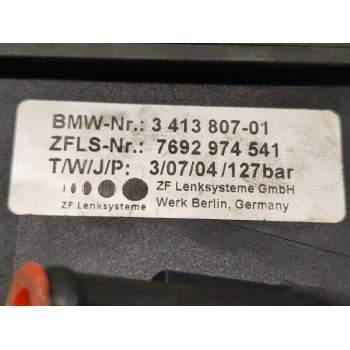 BMW-Nr.: 3 413 807-01
ZFLS-Nr.: 7692 974 541
T/W/J/P: 3/07/04/127bar
ZF Lenksysteme GmbH
ZF Lenksysteme Werk Berlin, Germany